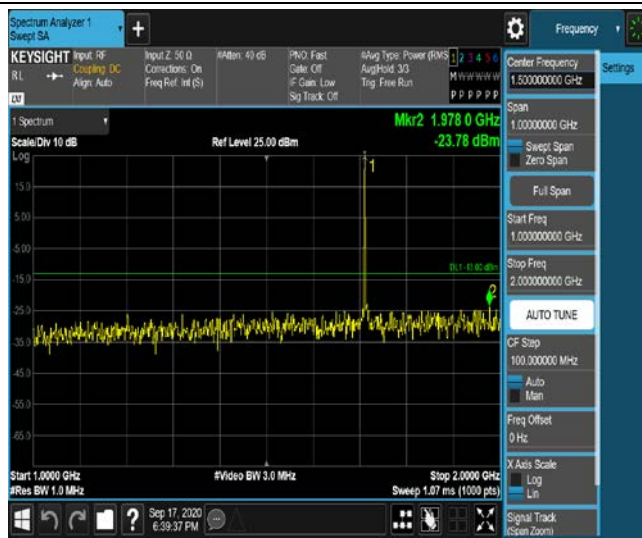 Spectrum Analyzer 1
Swept SA
+
Frequency
KEYSIGHT
RL
Input: RF
Coupling: DC
Align: Auto
Input Z: 50 Ω
Corrections: On
Freq Ref: Int (S)
#Atten: 40 dB
PNO: Fast
Gate: Off
IF Gain: Low
Sig Track: Off
#Avg Type: Power (RMS
Avg|Hold: 3/3
Trig: Free Run
1 2 3 4 5 6
M W W W W W
P P P P P P
1 Spectrum
Mkr2 1.978 0 GHz
Scale/Div 10 dB
Ref Level 25.00 dBm
-23.78 dBm
Log
15.0
5.00
-5.00
-15.0
-25.0
-35.0
-45.0
-55.0
-65.0
1
DL1 -13.00 dBm
2
Start 1.0000 GHz
#Video BW 3.0 MHz
Stop 2.0000 GHz
#Res BW 1.0 MHz
Sweep 1.07 ms (1000 pts)
?
Sep 17, 2020
6:39:37 PM
Settings
Center Frequency
1.500000000 GHz
Span
1.00000000 GHz
Swept Span
Zero Span
Full Span
Start Freq
1.000000000 GHz
Stop Freq
2.000000000 GHz
AUTO TUNE
CF Step
100.000000 MHz
Auto
Man
Freq Offset
0 Hz
X Axis Scale
Log
Lin
Signal Track
(Span Zoom)